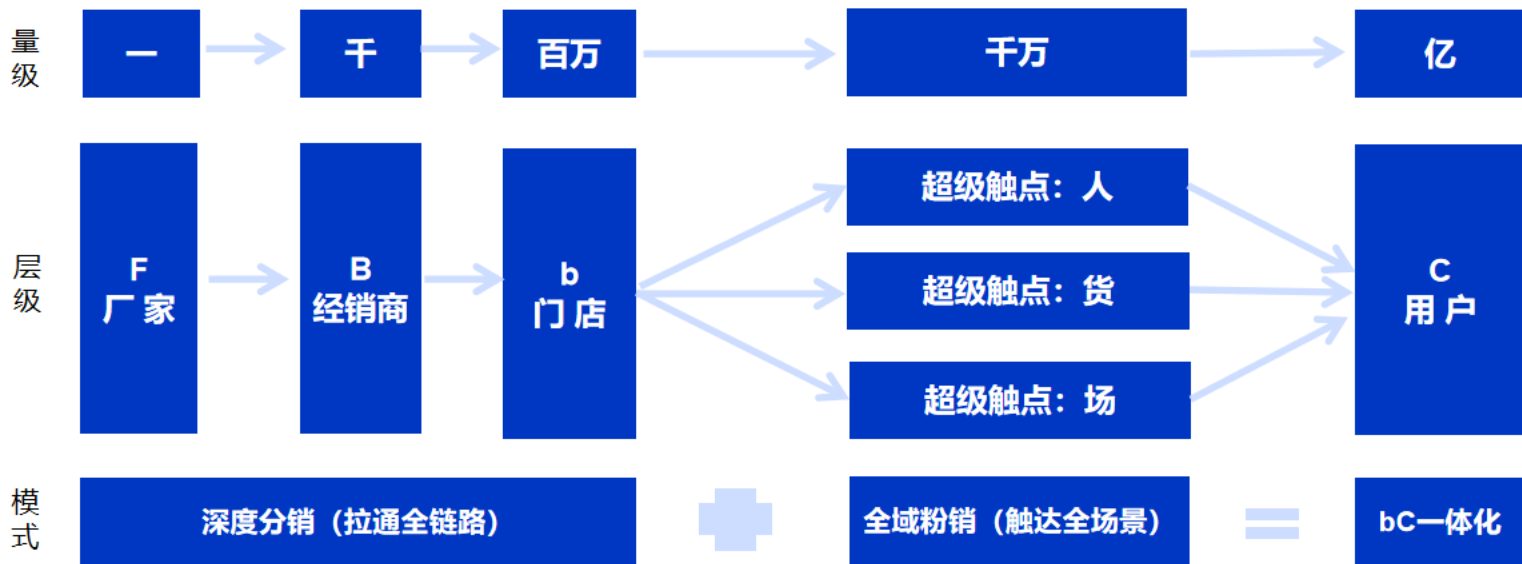 量级
一
千
百万
千万
亿
层级
F
厂 家
B
经销商
b
门 店
超级触点：人
超级触点：货
超级触点：场
C
用 户
模式
深度分销（拉通全链路）
全域粉销（触达全场景）
bC一体化